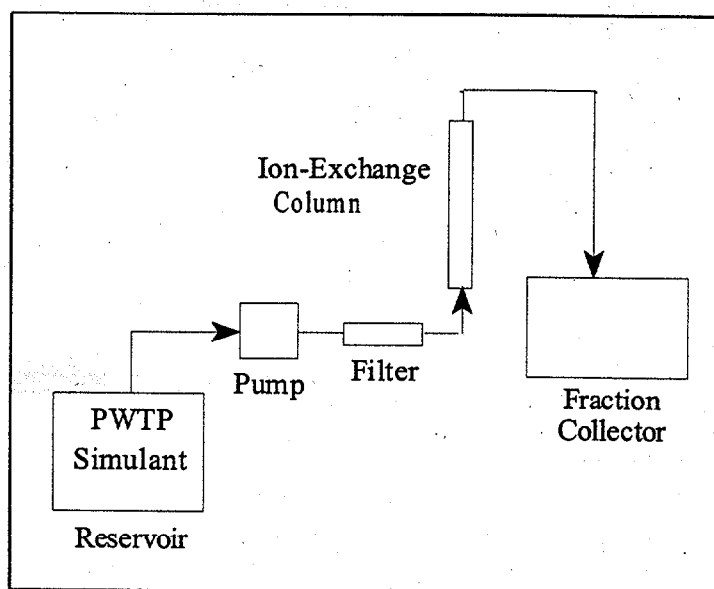 Ion-Exchange
Column
Pump
Filter
PWTP
Simulant
Reservoir
Fraction
Collector